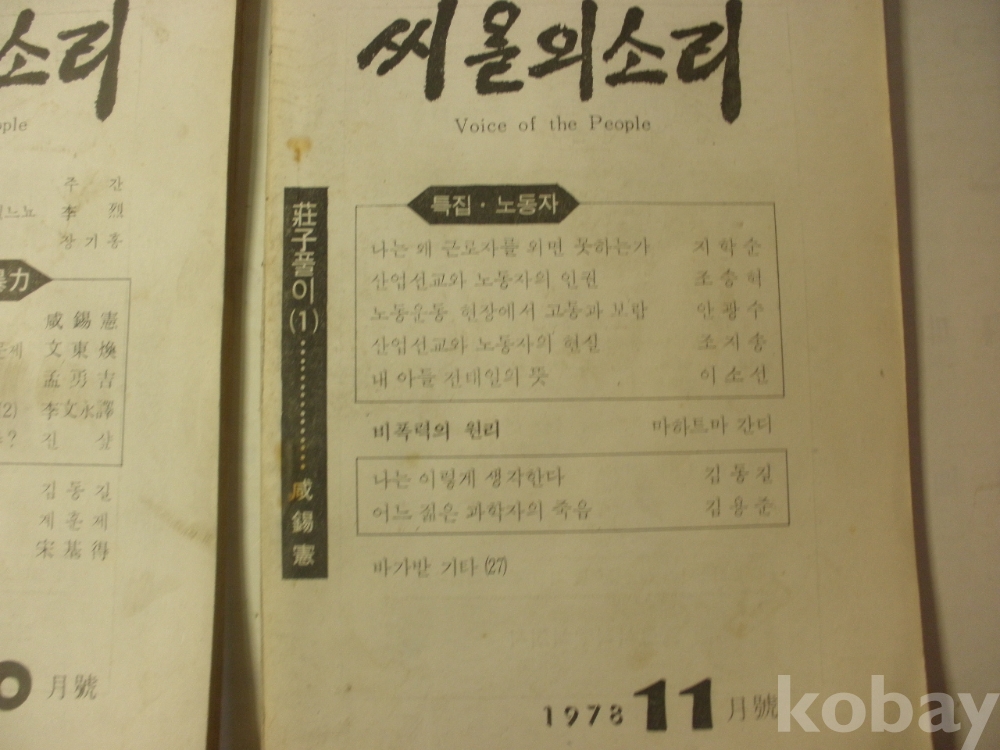 소리
ople
주 간
느뇨 李 烈
장기홍
暴力
咸錫憲
문제 文東煥
孟勇吉
(2) 李文永譯
? 진 상
김동길
계훈제
宋基得
0 月號
씨올의소리
Voice of the People
莊子풀이(1)·················咸錫憲
특집·노동자
나는 왜 근로자를 외면 못하는가 지학순
산업선교와 노동자의 인권 조승혁
노동운동 현장에서 고통과 보람 안광수
산업선교와 노동자의 현실 조지송
내 아들 전태일의 뜻 이소선
비폭력의 원리 마하트마 간디
나는 이렇게 생각한다 김동길
어느 젊은 과학자의 죽음 김용준
바가받 기타 (27)
1978 11 月號
kobay